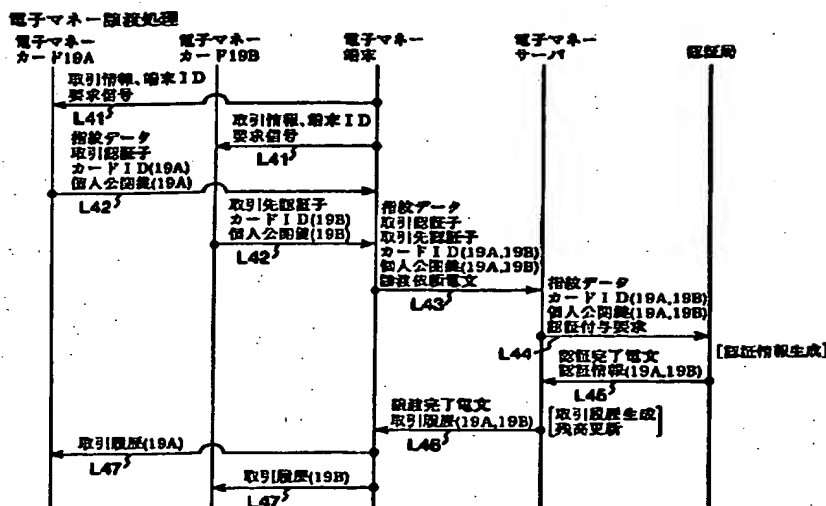 電子マネー譲渡処理
電子マネー
カード19A
電子マネー
カード19B
電子マネー
端末
電子マネー
サーバ
認証局
取引情報、端末ID
要求信号
L41
取引情報、端末ID
要求信号
L41
指紋データ
取引認証子
カードID(19A)
個人公開鍵(19A)
L42
取引先認証子
カードID(19B)
個人公開鍵(19B)
L42
指紋データ
取引認証子
取引先認証子
カードID(19A,19B)
個人公開鍵(19A,19B)
譲渡依頼電文
L43
指紋データ
カードID(19A,19B)
個人公開鍵(19A,19B)
認証付与要求
L44
[認証情報生成]
認証完了電文
認証情報(19A,19B)
L45
譲渡完了電文
取引履歴(19A,19B)
L46
[取引履歴生成
残高更新]
取引履歴(19A)
L47
取引履歴(19B)
L47